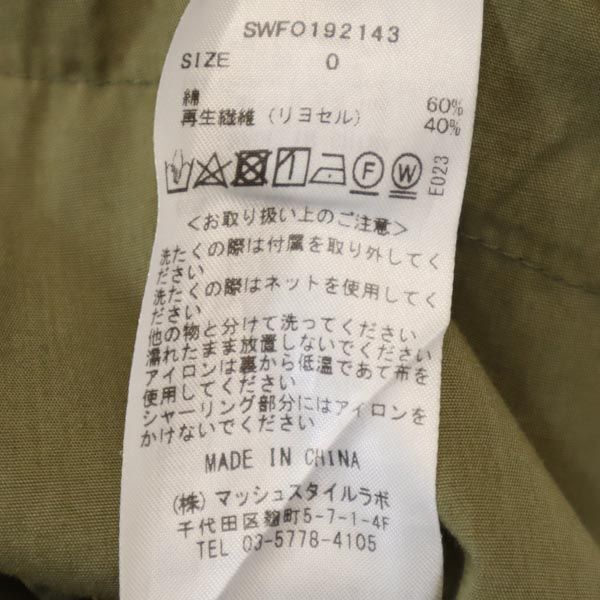 SWFO192143
SIZE 0
綿 60%
再生繊維 (リヨセル) 40%
F W E023
<お取り扱い上のご注意>
洗たくの際は付属を取り外してく
ださい
洗たくの際はネットを使用してく
ださい
他の物と分けて洗ってください
濡れたまま放置しないでください
アイロンは裏から低温であて布を
使用してください
シャーリング部分にはアイロンを
かけないでください
MADE IN CHINA
(株) マッシュスタイルラボ
千代田区麹町5-7-1-4F
TEL 03-5778-4105